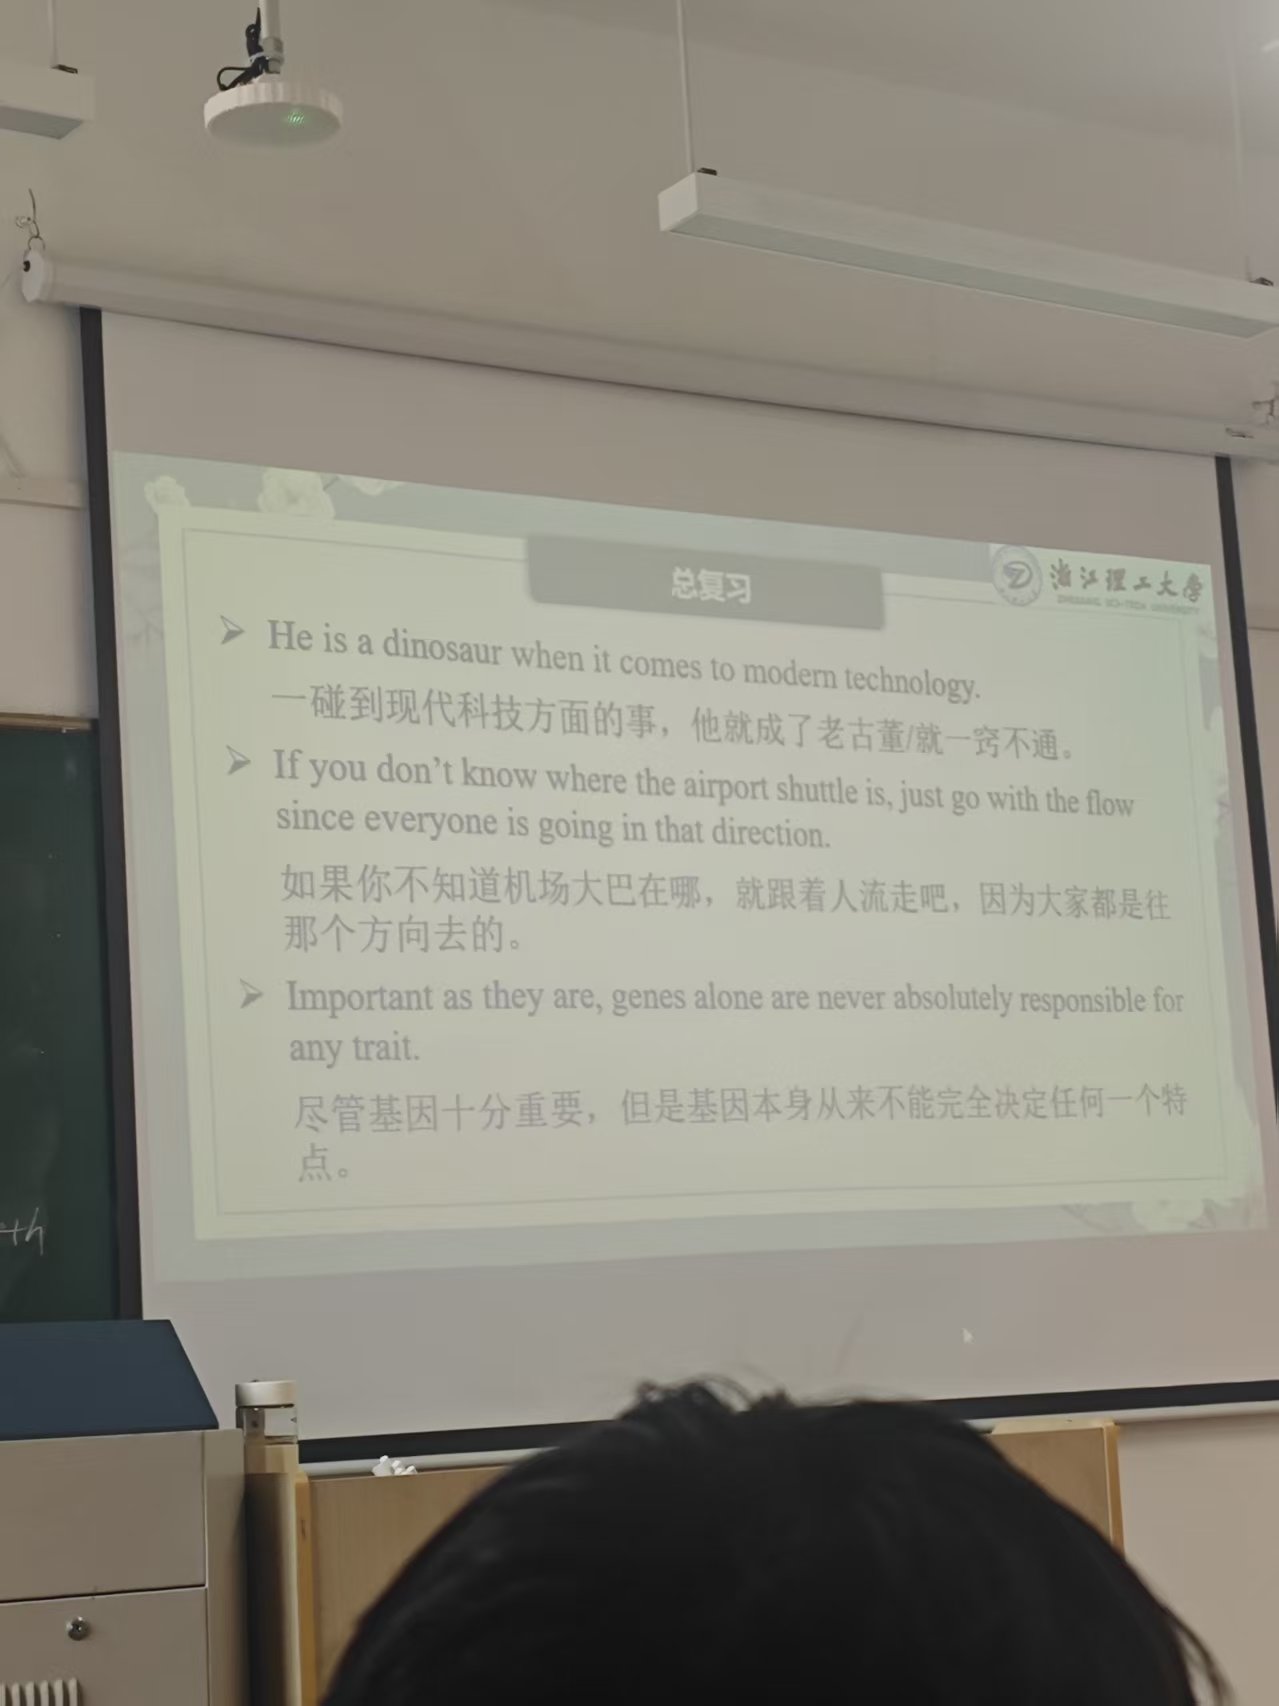 总复习
浙江理工大学
ZHEJIANG SCI-TECH UNIVERSITY
➢ He is a dinosaur when it comes to modern technology.
一碰到现代科技方面的事，他就成了老古董/就一窍不通。
➢ If you don't know where the airport shuttle is, just go with the flow
since everyone is going in that direction.
如果你不知道机场大巴在哪，就跟着人流走吧，因为大家都是往
那个方向去的。
➢ Important as they are, genes alone are never absolutely responsible for
any trait.
尽管基因十分重要，但是基因本身从来不能完全决定任何一个特
点。
th